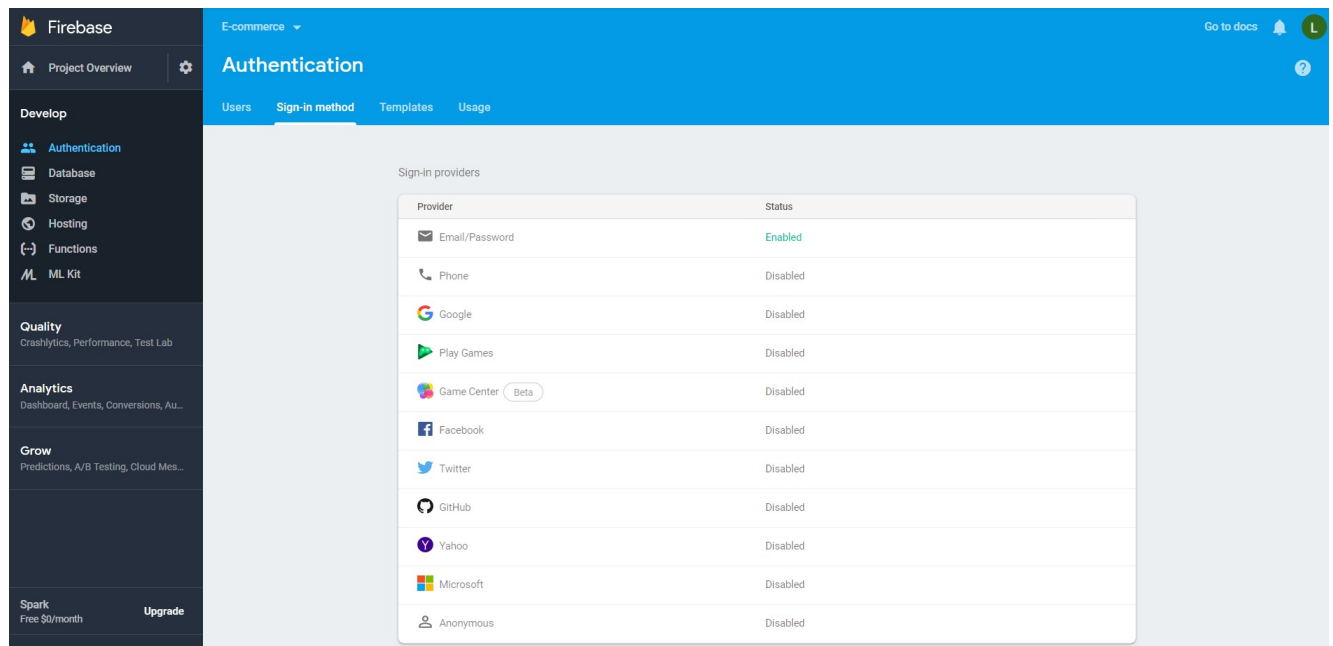 Firebase
E-commerce
Go to docs
L
Project Overview
Authentication
?
Users Sign-in method Templates Usage
Develop
Authentication
Database
Storage
Hosting
Functions
ML Kit
Quality
Crashlytics, Performance, Test Lab
Analytics
Dashboard, Events, Conversions, Au...
Grow
Predictions, A/B Testing, Cloud Mes...
Spark
Free $0/month
Upgrade
Sign-in providers
Provider Status
Email/Password Enabled
Phone Disabled
Google Disabled
Play Games Disabled
Game Center Beta Disabled
Facebook Disabled
Twitter Disabled
GitHub Disabled
Yahoo Disabled
Microsoft Disabled
Anonymous Disabled